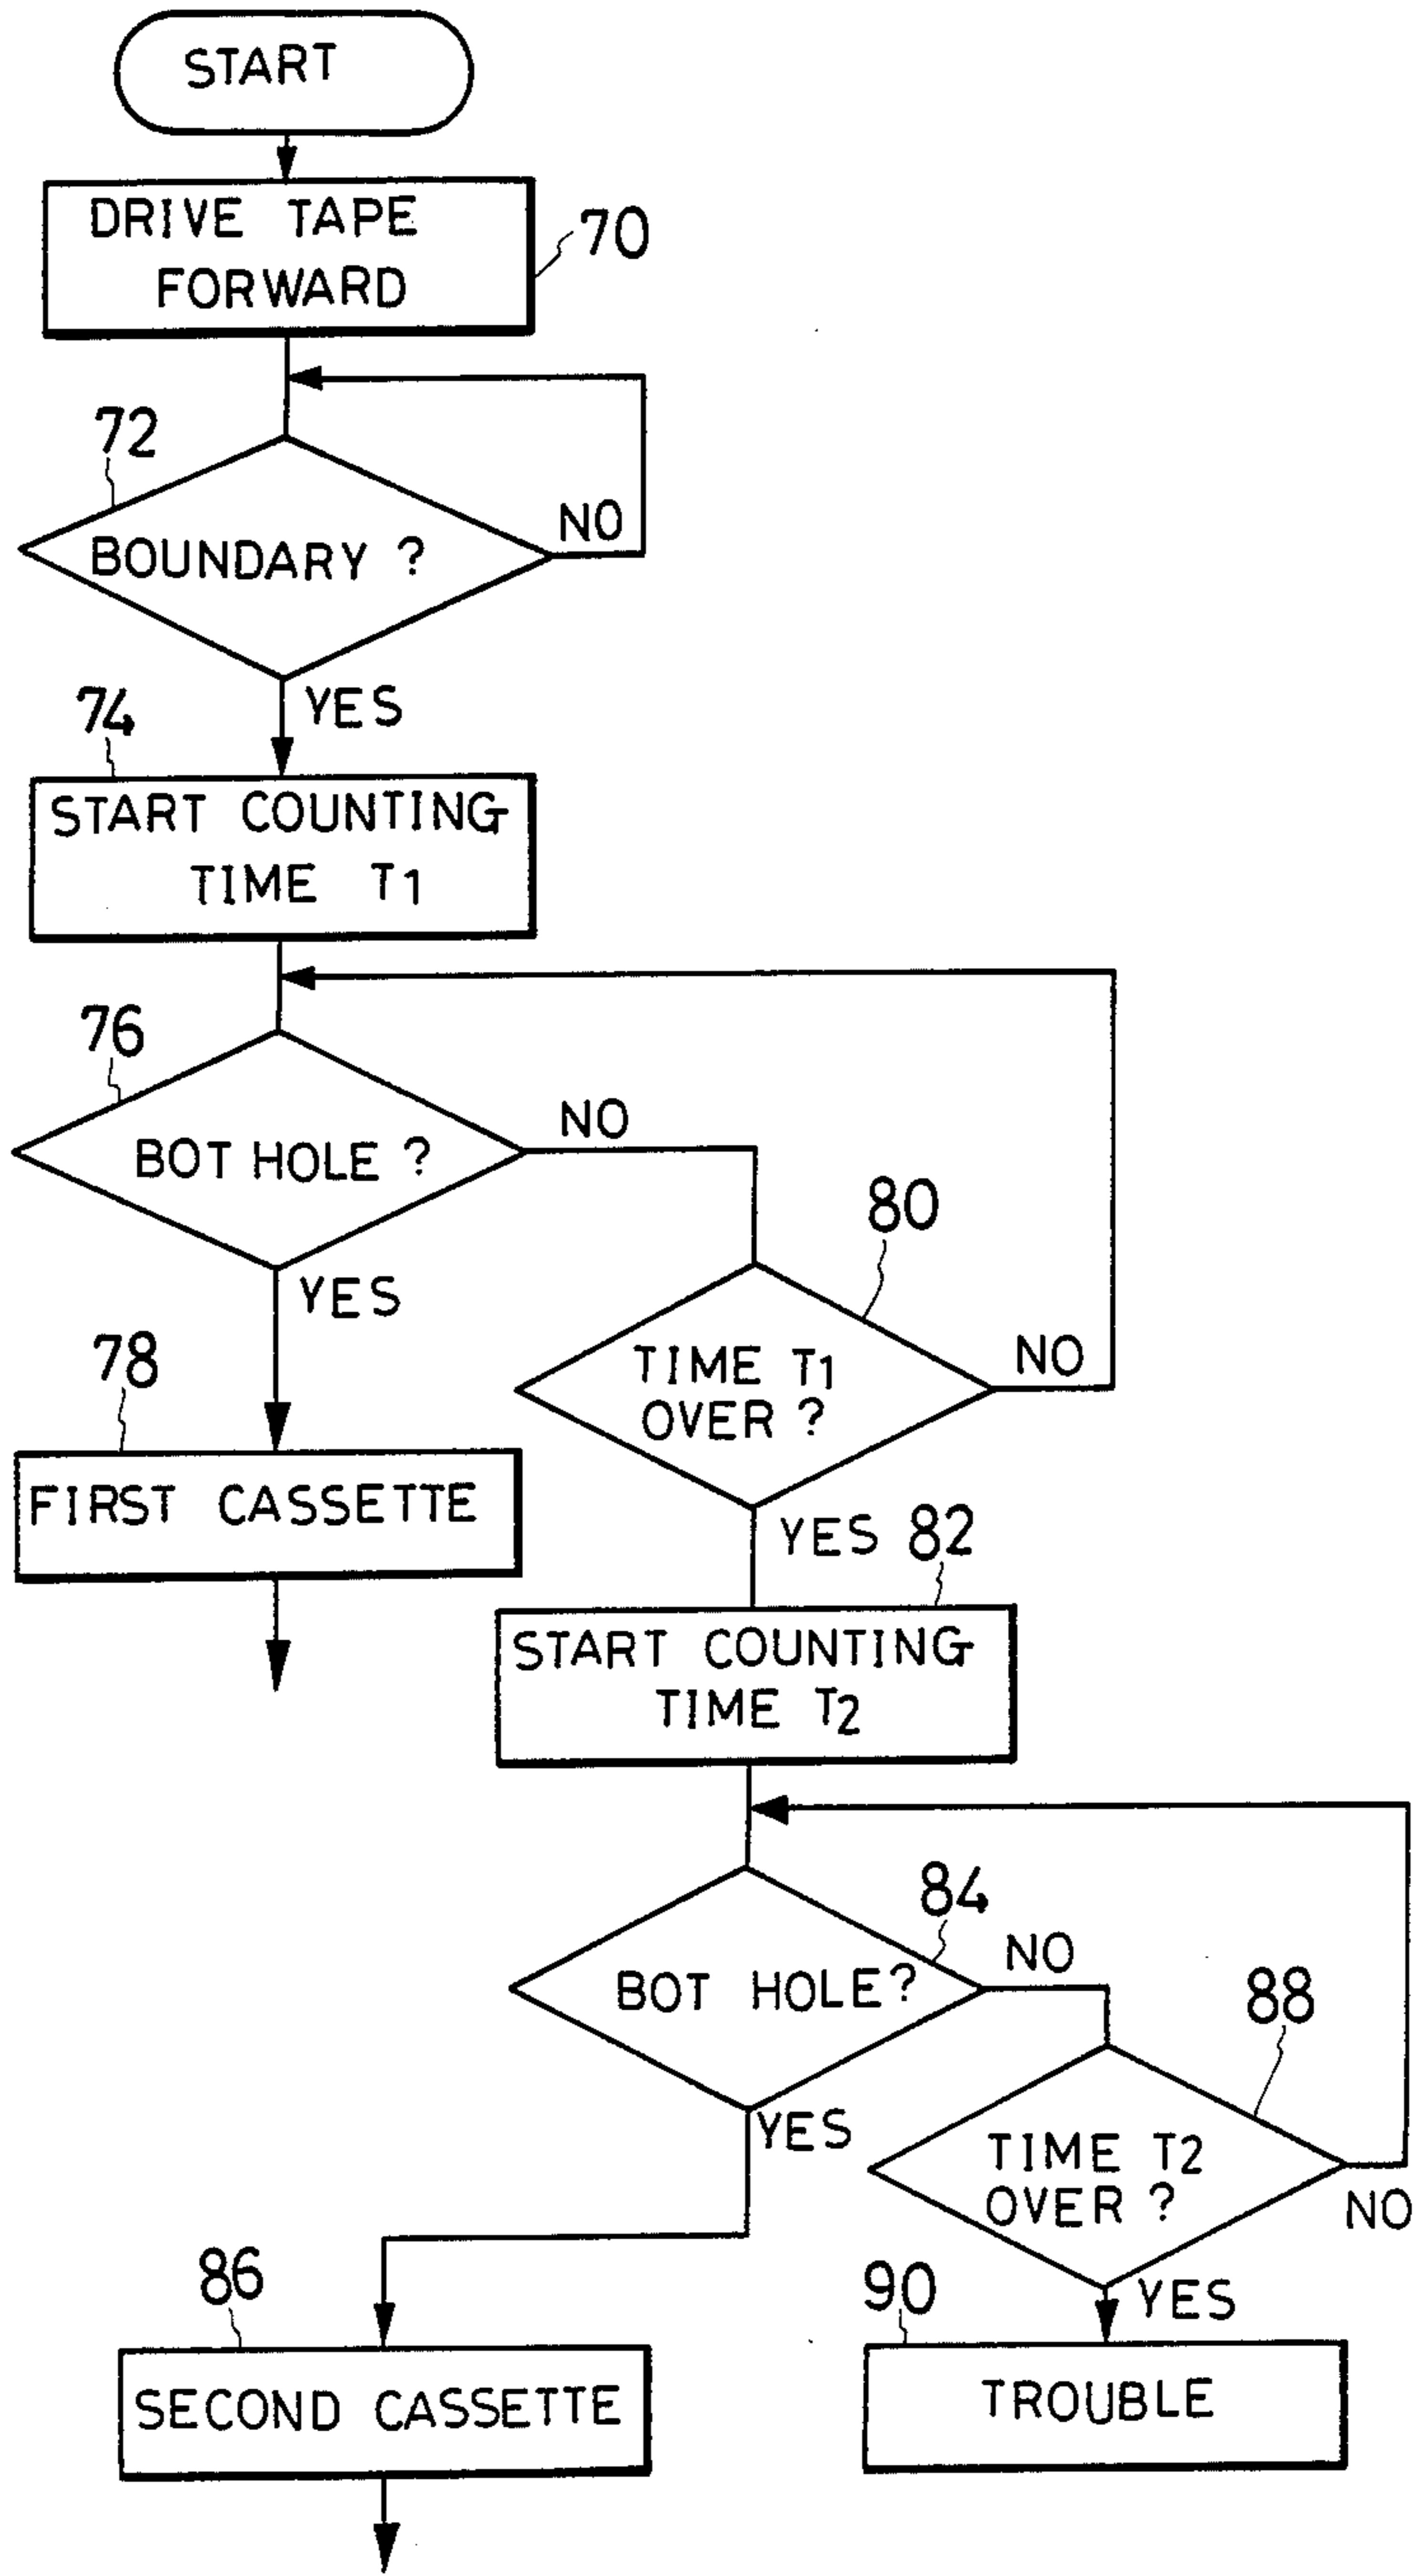 START
DRIVE TAPE
FORWARD
70
72
BOUNDARY ?
NO
YES
74
START COUNTING
TIME T1
76
BOT HOLE ?
NO
YES
80
TIME T1
OVER ?
NO
78
FIRST CASSETTE
YES
82
START COUNTING
TIME T2
84
BOT HOLE?
NO
YES
88
TIME T2
OVER ?
NO
YES
86
SECOND CASSETTE
90
TROUBLE